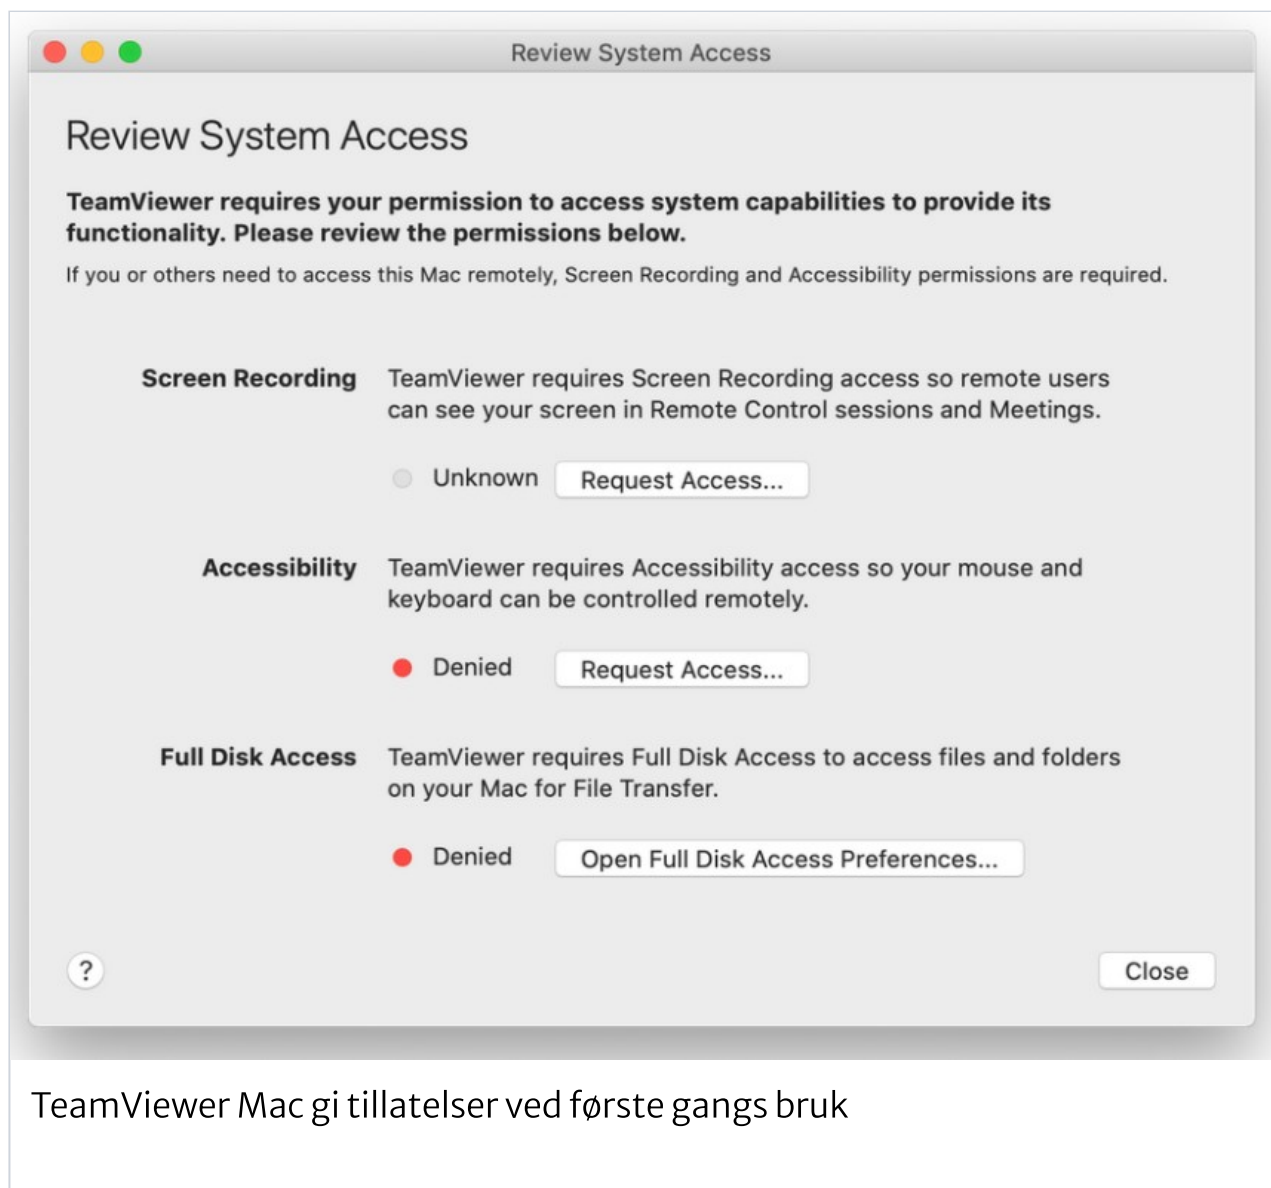 Review System Access
Review System Access
TeamViewer requires your permission to access system capabilities to provide its
functionality. Please review the permissions below.
If you or others need to access this Mac remotely, Screen Recording and Accessibility permissions are required.
Screen Recording TeamViewer requires Screen Recording access so remote users
can see your screen in Remote Control sessions and Meetings.
Unknown Request Access...
Accessibility TeamViewer requires Accessibility access so your mouse and
keyboard can be controlled remotely.
Denied Request Access...
Full Disk Access TeamViewer requires Full Disk Access to access files and folders
on your Mac for File Transfer.
Denied Open Full Disk Access Preferences...
? Close
TeamViewer Mac gi tillatelser ved første gangs bruk